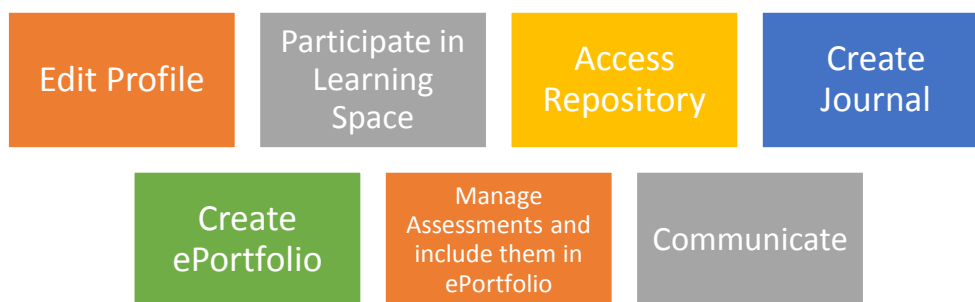 Edit Profile
Participate in
Learning
Space
Access
Repository
Create
Journal
Create
ePortfolio
Manage
Assessments and
include them in
ePortfolio
Communicate